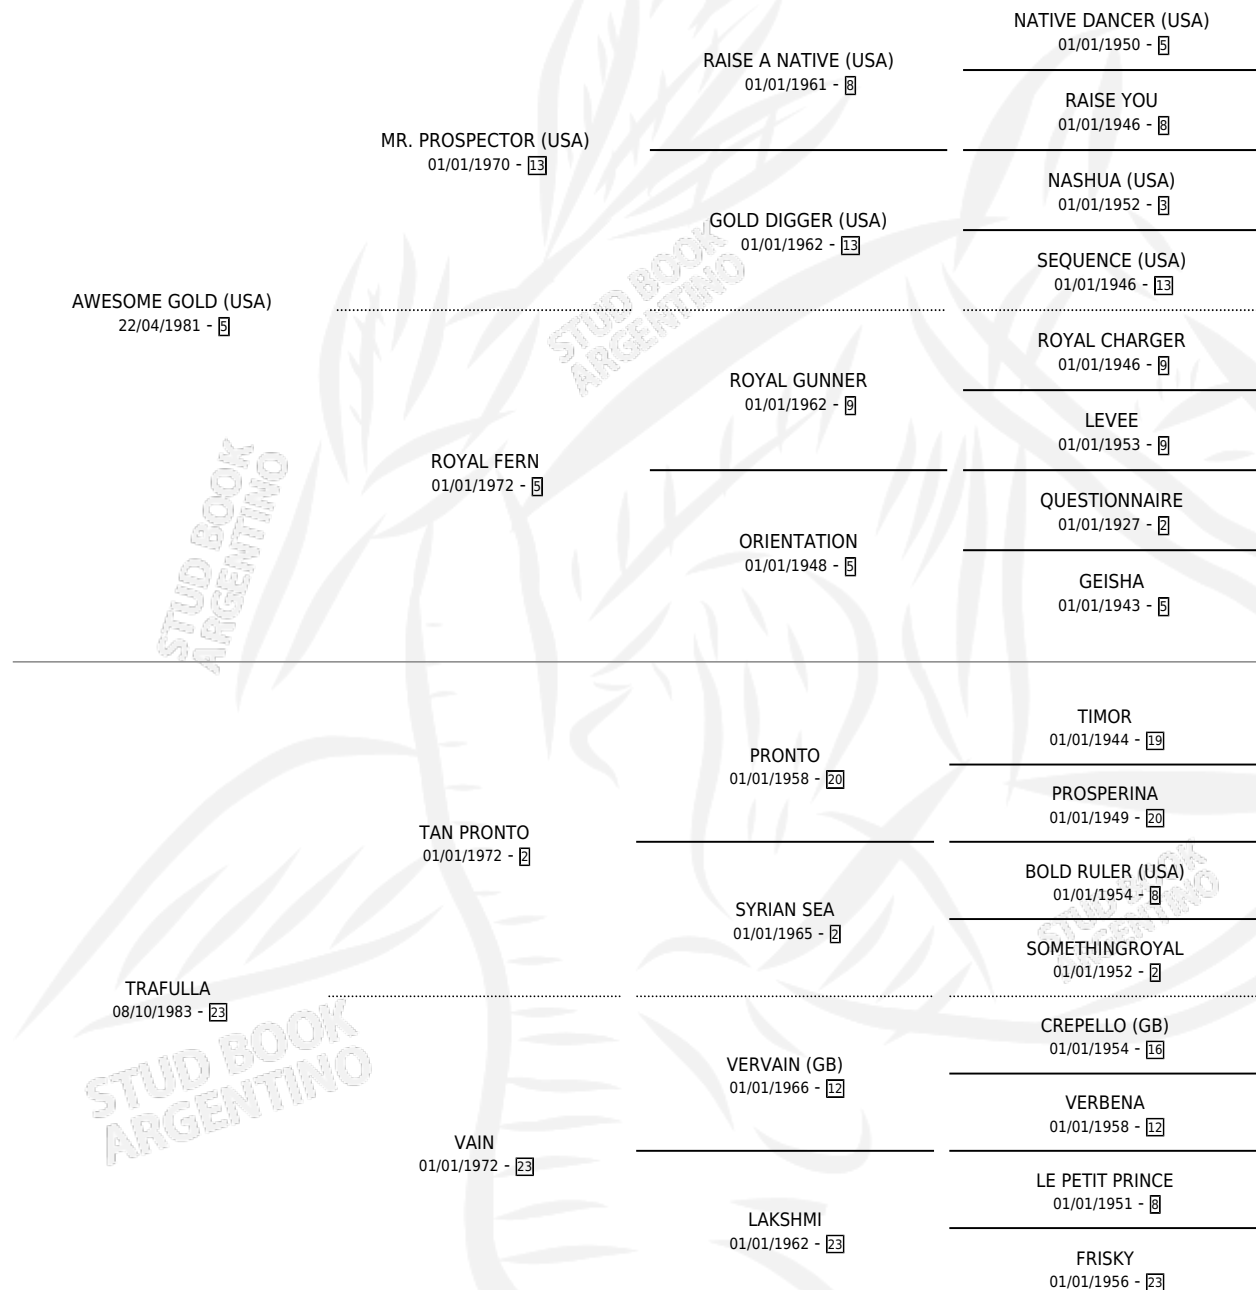 NATIVE DANCER (USA)
01/01/1950 - 5
RAISE A NATIVE (USA)
01/01/1961 - 8
RAISE YOU
01/01/1946 - 8
MR. PROSPECTOR (USA)
01/01/1970 - 13
NASHUA (USA)
01/01/1952 - 3
GOLD DIGGER (USA)
01/01/1962 - 13
SEQUENCE (USA)
01/01/1946 - 13
AWESOME GOLD (USA)
22/04/1981 - 5
ROYAL CHARGER
01/01/1946 - 9
ROYAL GUNNER
01/01/1962 - 9
LEVEE
01/01/1953 - 9
ROYAL FERN
01/01/1972 - 5
QUESTIONNAIRE
01/01/1927 - 2
ORIENTATION
01/01/1948 - 5
GEISHA
01/01/1943 - 5
TIMOR
01/01/1944 - 19
PRONTO
01/01/1958 - 20
PROSPERINA
01/01/1949 - 20
TAN PRONTO
01/01/1972 - 2
BOLD RULER (USA)
01/01/1954 - 8
SYRIAN SEA
01/01/1965 - 2
SOMETHINGROYAL
01/01/1952 - 2
TRAFULLA
08/10/1983 - 23
CREPELLO (GB)
01/01/1954 - 16
VERVAIN (GB)
01/01/1966 - 12
VERBENA
01/01/1958 - 12
VAIN
01/01/1972 - 23
LE PETIT PRINCE
01/01/1951 - 8
LAKSHMI
01/01/1962 - 23
FRISKY
01/01/1956 - 23
STUD BOOK
ARGENTINO
STUD BOOK
ARGENTINO
STUD BOOK
ARGENTINO
STUD BOOK
ARGENTINO